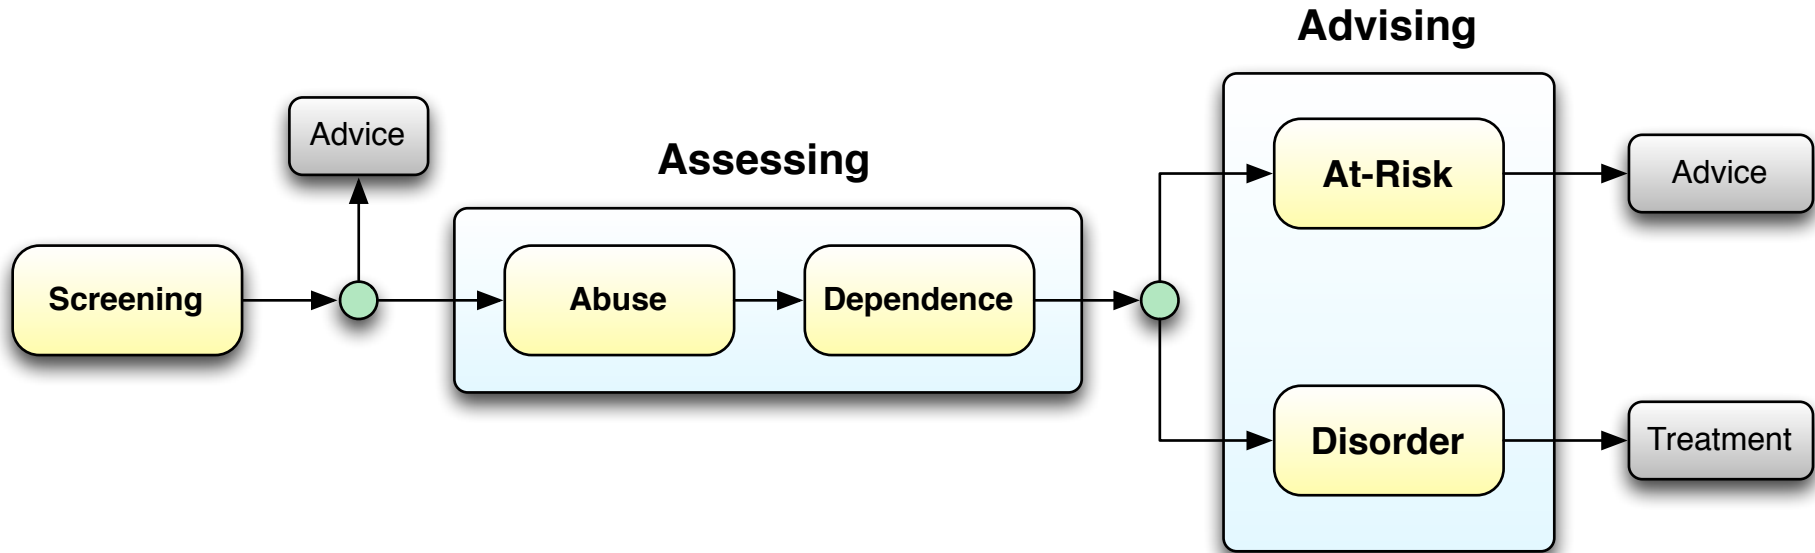 Advising
Advice
Assessing
At-Risk
Advice
Screening
Abuse
Dependence
Disorder
Treatment